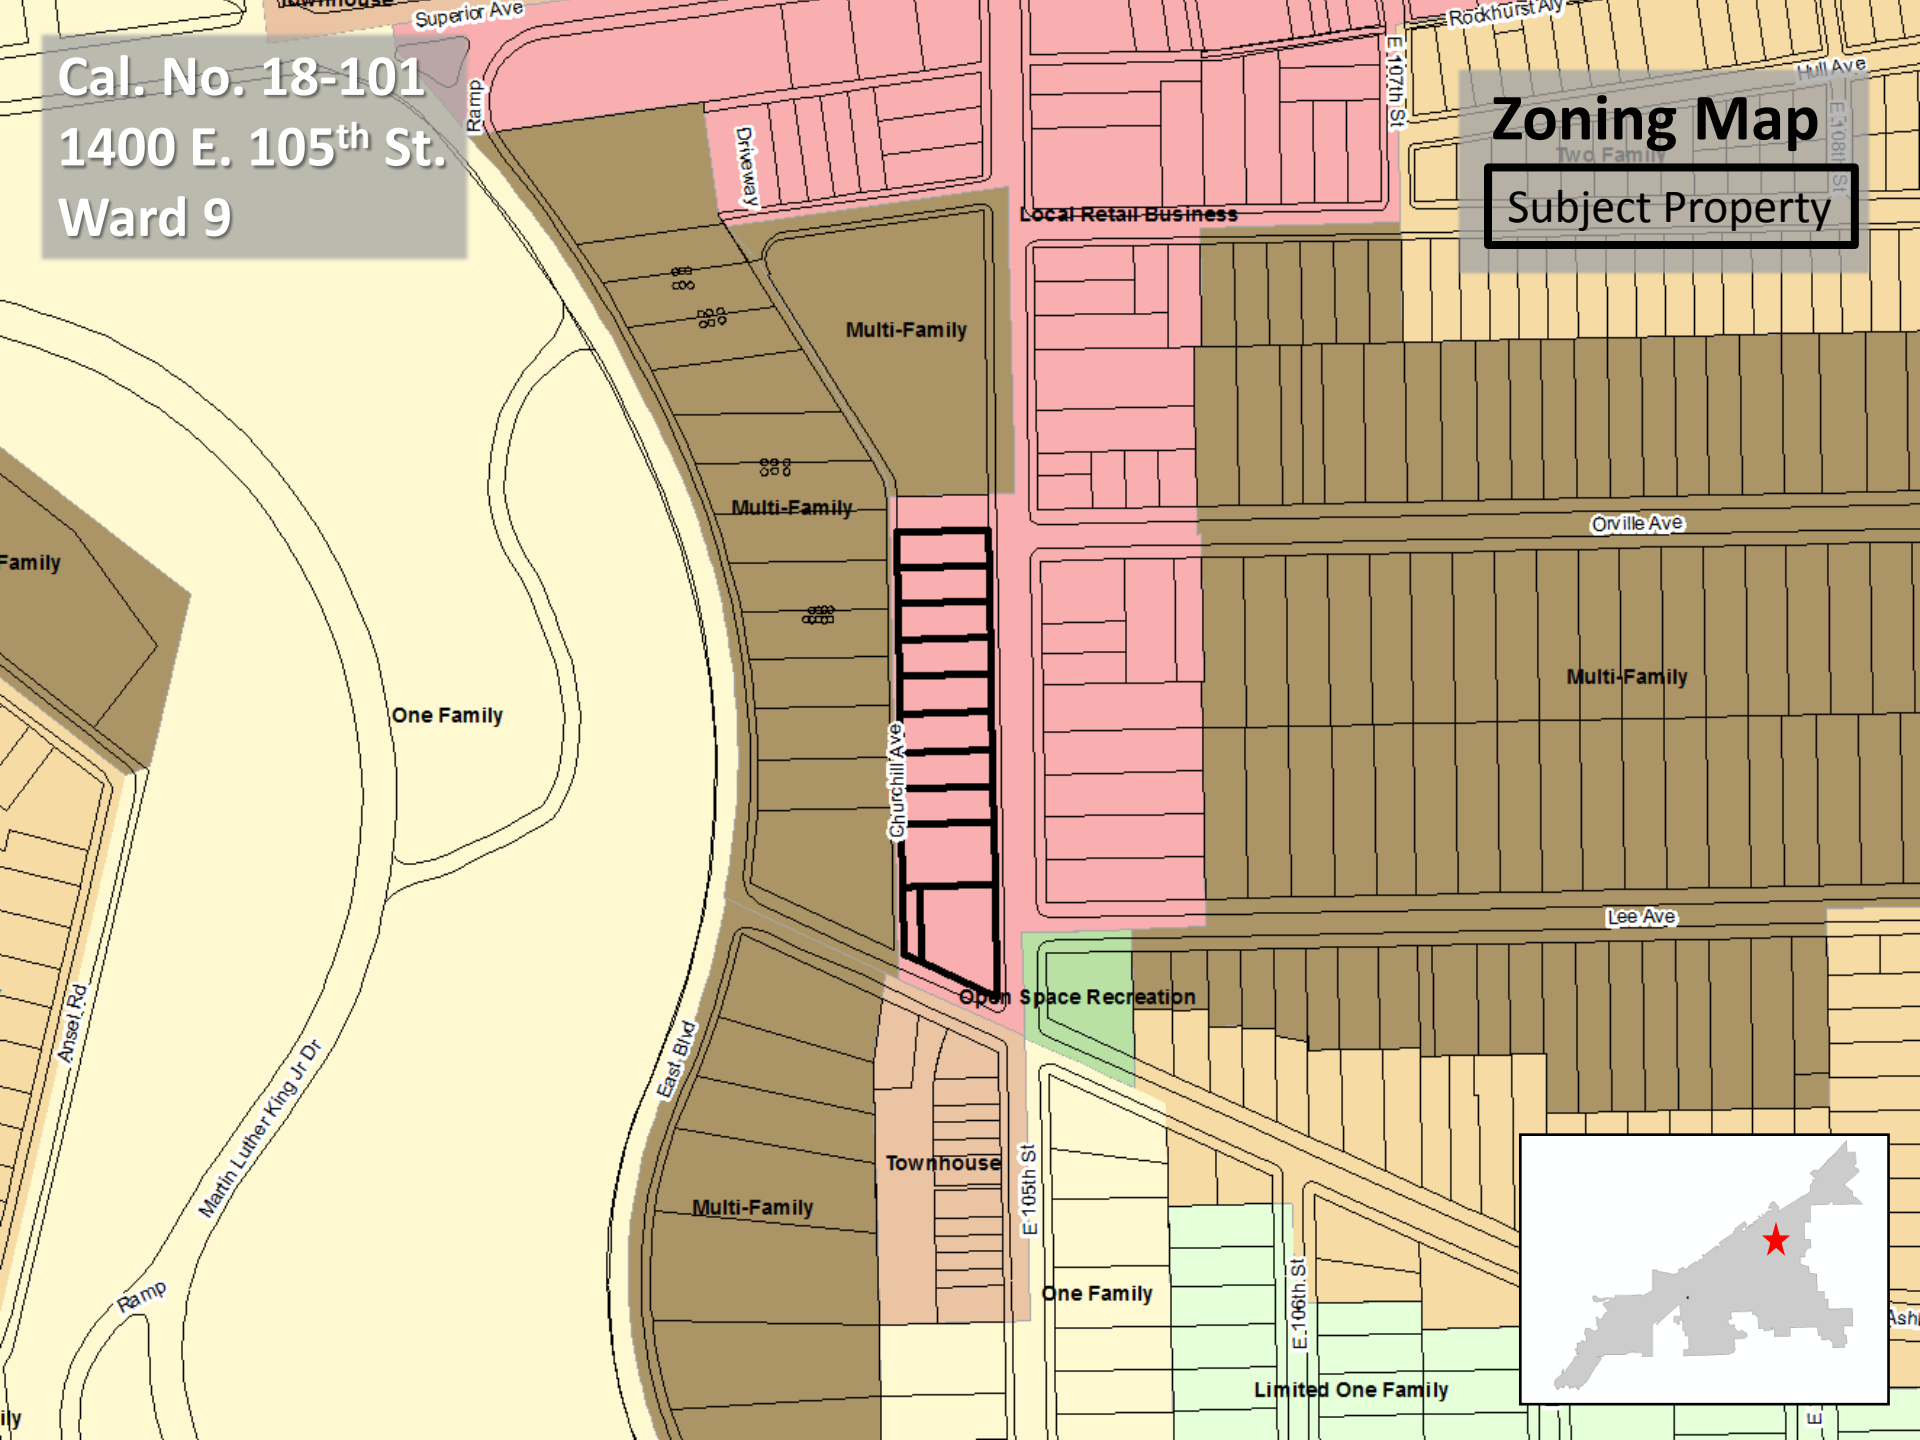 Townhouse
Superior Ave
Rockhurst Aly
Cal. No. 18-101
1400 E. 105th St.
Ward 9
Ramp
Driveway
E 107th St
Hull Ave
E 108th St
Zoning Map
Two Family
Subject Property
Local Retail Business
Multi-Family
Multi-Family
Orville Ave
Family
Multi-Family
One Family
Churchill Ave
Lee Ave
Open Space Recreation
Ansel Rd
East Blvd
Martin Luther King Jr Dr
Townhouse
E 105th St
Multi-Family
Ramp
One Family
E 106th St
Ash
Limited One Family
ily
E